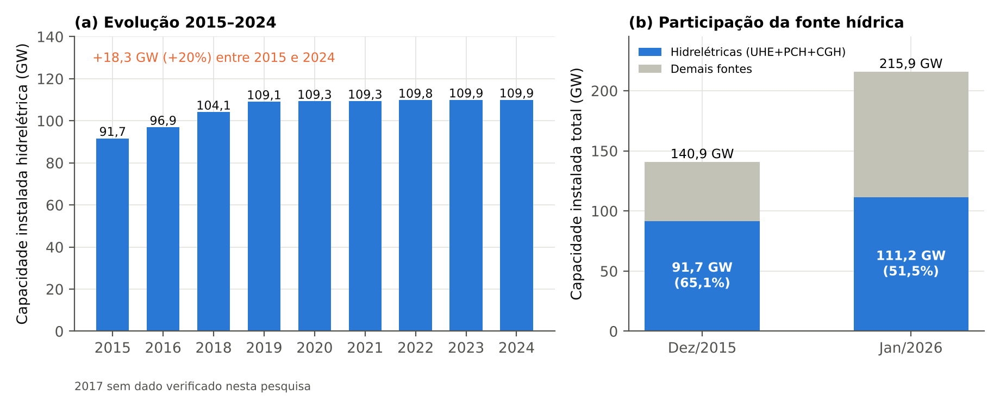 (a) Evolução 2015–2024
Capacidade instalada hidrelétrica (GW)
140
120
100
80
60
40
20
0
+18,3 GW (+20%) entre 2015 e 2024
91,7
96,9
104,1
109,1
109,3
109,3
109,8
109,9
109,9
2015 2016 2018 2019 2020 2021 2022 2023 2024
2017 sem dado verificado nesta pesquisa
(b) Participação da fonte hídrica
Capacidade instalada total (GW)
200
150
100
50
0
Hidrelétricas (UHE+PCH+CGH)
Demais fontes
140,9 GW
91,7 GW
(65,1%)
215,9 GW
111,2 GW
(51,5%)
Dez/2015 Jan/2026